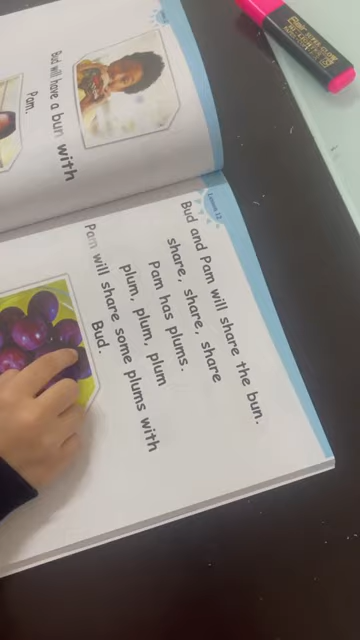 Bud will have a bun with
Pam.
Lesson 12
Bud and Pam will share the bun.
share, share, share
Pam has plums.
plum, plum, plum
Pam will share some plums with
Bud.